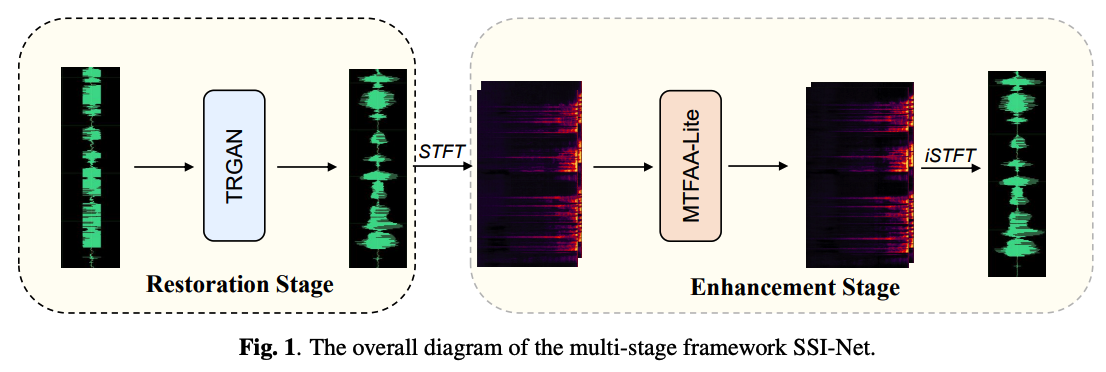 TRGAN
STFT
MTFAA-Lite
iSTFT
Restoration Stage
Enhancement Stage
Fig. 1. The overall diagram of the multi-stage framework SSI-Net.